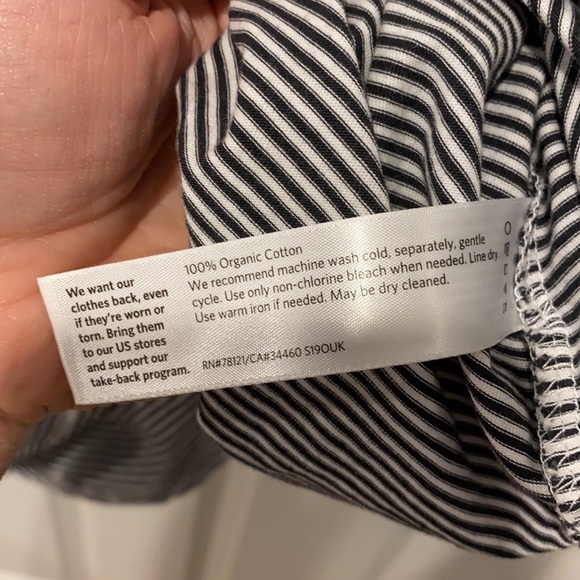 We want our
clothes back, even
if they're worn or
torn. Bring them
to our US stores
and support our
take-back program.
100% Organic Cotton
We recommend machine wash cold, separately, gentle
cycle. Use only non-chlorine bleach when needed. Line dry.
Use warm iron if needed. May be dry cleaned.
RN#78121/CA#34460 S19OUK